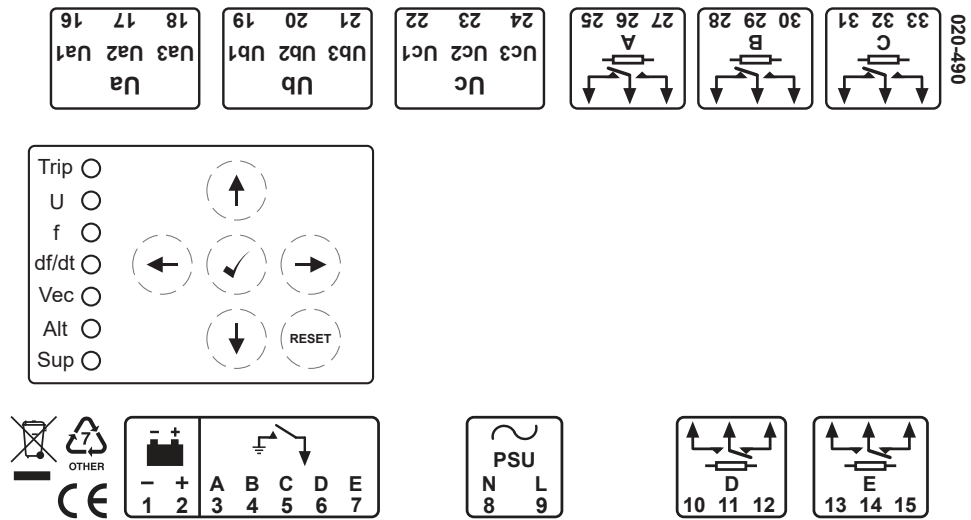 16 17 18
Ua1 Ua2 Ua3
Ua
19 20 21
Ub1 Ub2 Ub3
Ub
22 23 24
Uc1 Uc2 Uc3
Uc
25 26 27
A
28 29 30
B
31 32 33
C
020-490
Trip
U
f
df/dt
Vec
Alt
Sup
RESET
7
OTHER
CE
- +
- +
1 2
A B C D E
3 4 5 6 7
PSU
N L
8 9
D
10 11 12
E
13 14 15